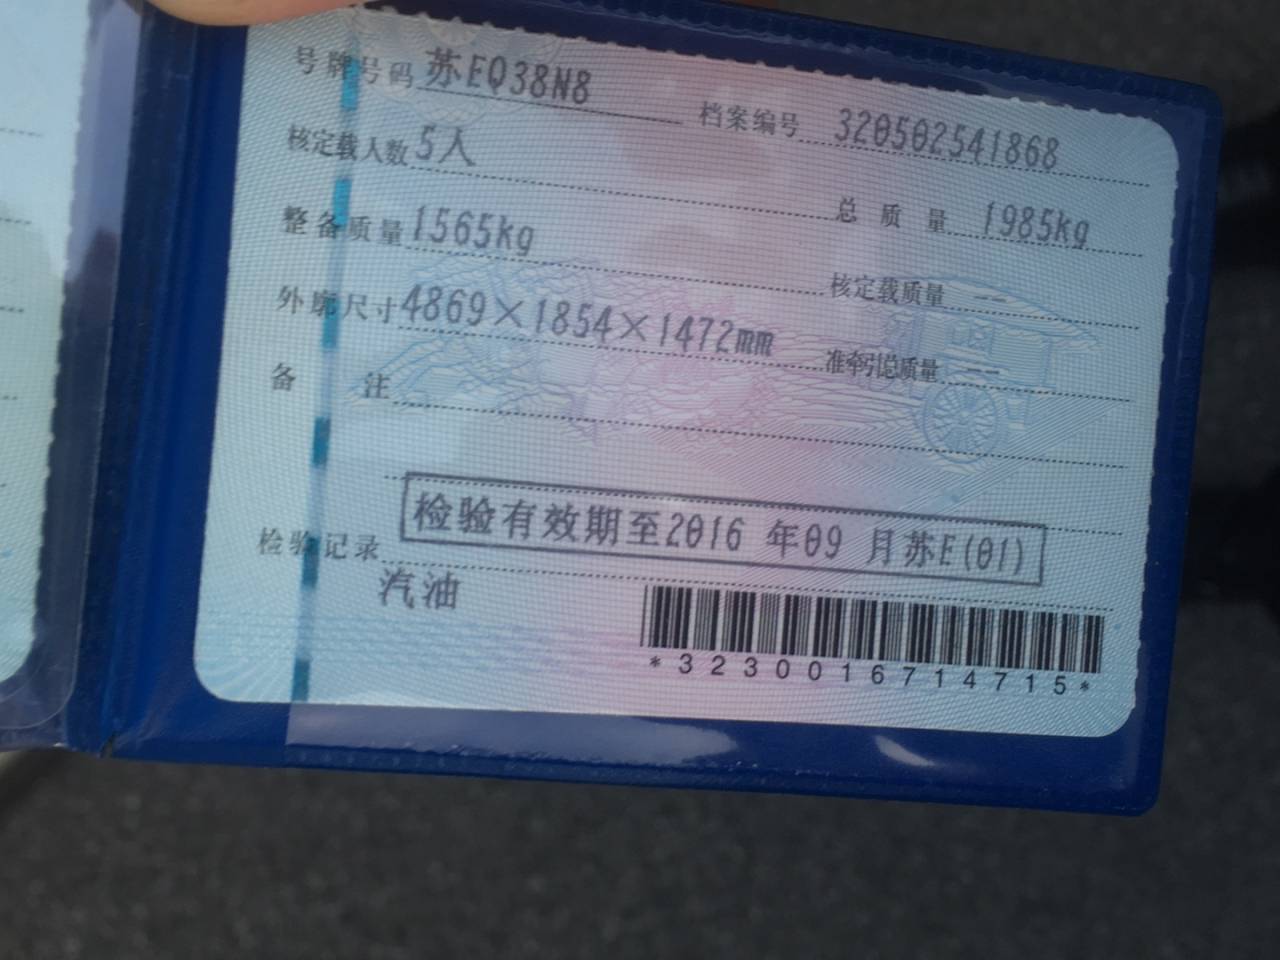 号牌号码 苏EQ38N8 档案编号 320502541868
核定载人数 5人 总质量 1985kg
整备质量 1565kg 核定载质量 --
外廓尺寸 4869×1854×1472mm 准牵引总质量 --
备注
检验记录 检验有效期至2016 年09 月苏E(01)
汽油
*3230016714715*